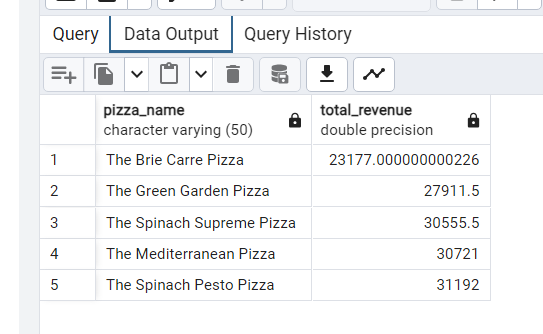 Query Data Output Query History
pizza_name total_revenue
character varying (50) double precision
1 The Brie Carre Pizza 23177.000000000226
2 The Green Garden Pizza 27911.5
3 The Spinach Supreme Pizza 30555.5
4 The Mediterranean Pizza 30721
5 The Spinach Pesto Pizza 31192